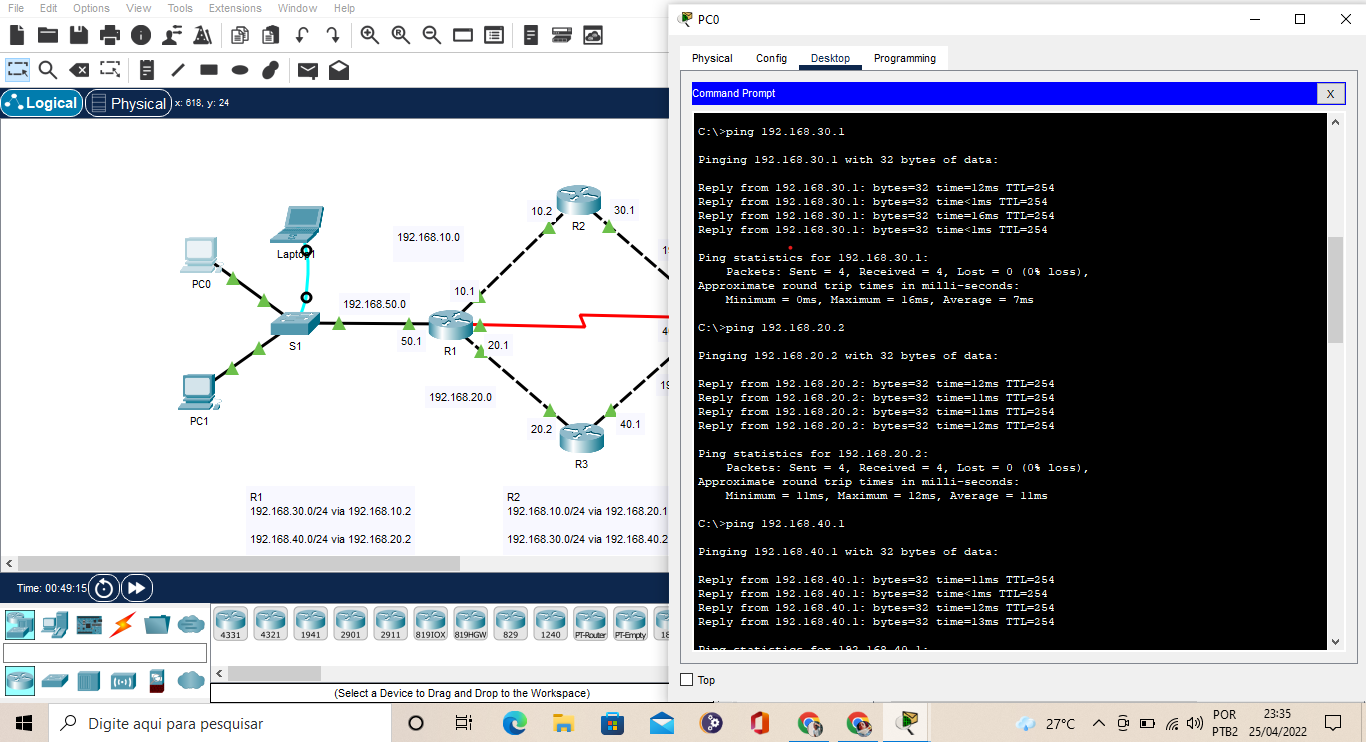 File Edit Options View Tools Extensions Window Help
Logical Physical x: 618, y: 24
10.2 30.1
R2
192.168.10.0
Laptop1
PC0
10.1
192.168.50.0
S1
50.1
R1
20.1
192.168.20.0
PC1
20.2 40.1
R3
R1
192.168.30.0/24 via 192.168.10.2
192.168.40.0/24 via 192.168.20.2
R2
192.168.10.0/24 via 192.168.20.1
192.168.30.0/24 via 192.168.40.2
Time: 00:49:15
4331 4321 1941 2901 2911 819IOX 819HGW 829 1240 PT-Router PT-Empty
(Select a Device to Drag and Drop to the Workspace)
PC0
Physical Config Desktop Programming
Command Prompt X
C:\>ping 192.168.30.1
Pinging 192.168.30.1 with 32 bytes of data:
Reply from 192.168.30.1: bytes=32 time=12ms TTL=254
Reply from 192.168.30.1: bytes=32 time<1ms TTL=254
Reply from 192.168.30.1: bytes=32 time=16ms TTL=254
Reply from 192.168.30.1: bytes=32 time<1ms TTL=254
Ping statistics for 192.168.30.1:
Packets: Sent = 4, Received = 4, Lost = 0 (0% loss),
Approximate round trip times in milli-seconds:
Minimum = 0ms, Maximum = 16ms, Average = 7ms
C:\>ping 192.168.20.2
Pinging 192.168.20.2 with 32 bytes of data:
Reply from 192.168.20.2: bytes=32 time=12ms TTL=254
Reply from 192.168.20.2: bytes=32 time=11ms TTL=254
Reply from 192.168.20.2: bytes=32 time=11ms TTL=254
Reply from 192.168.20.2: bytes=32 time=12ms TTL=254
Ping statistics for 192.168.20.2:
Packets: Sent = 4, Received = 4, Lost = 0 (0% loss),
Approximate round trip times in milli-seconds:
Minimum = 11ms, Maximum = 12ms, Average = 11ms
C:\>ping 192.168.40.1
Pinging 192.168.40.1 with 32 bytes of data:
Reply from 192.168.40.1: bytes=32 time=11ms TTL=254
Reply from 192.168.40.1: bytes=32 time<1ms TTL=254
Reply from 192.168.40.1: bytes=32 time=12ms TTL=254
Reply from 192.168.40.1: bytes=32 time=13ms TTL=254
Ping statistics for 192.168.40.1:
Top
Digite aqui para pesquisar
27°C
POR
PTB2
23:35
25/04/2022